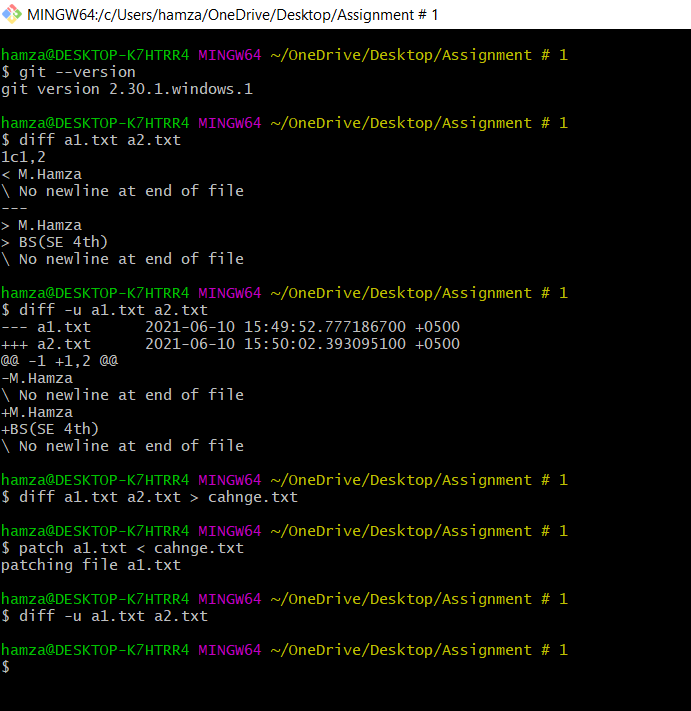 MINGW64:/c/Users/hamza/OneDrive/Desktop/Assignment # 1
hamza@DESKTOP-K7HTRR4 MINGW64 ~/OneDrive/Desktop/Assignment # 1
$ git --version
git version 2.30.1.windows.1
hamza@DESKTOP-K7HTRR4 MINGW64 ~/OneDrive/Desktop/Assignment # 1
$ diff a1.txt a2.txt
1c1,2
< M.Hamza
\ No newline at end of file
---
> M.Hamza
> BS(SE 4th)
\ No newline at end of file
hamza@DESKTOP-K7HTRR4 MINGW64 ~/OneDrive/Desktop/Assignment # 1
$ diff -u a1.txt a2.txt
--- a1.txt      2021-06-10 15:49:52.777186700 +0500
+++ a2.txt      2021-06-10 15:50:02.393095100 +0500
@@ -1 +1,2 @@
-M.Hamza
\ No newline at end of file
+M.Hamza
+BS(SE 4th)
\ No newline at end of file
hamza@DESKTOP-K7HTRR4 MINGW64 ~/OneDrive/Desktop/Assignment # 1
$ diff a1.txt a2.txt > cahnge.txt
hamza@DESKTOP-K7HTRR4 MINGW64 ~/OneDrive/Desktop/Assignment # 1
$ patch a1.txt < cahnge.txt
patching file a1.txt
hamza@DESKTOP-K7HTRR4 MINGW64 ~/OneDrive/Desktop/Assignment # 1
$ diff -u a1.txt a2.txt
hamza@DESKTOP-K7HTRR4 MINGW64 ~/OneDrive/Desktop/Assignment # 1
$